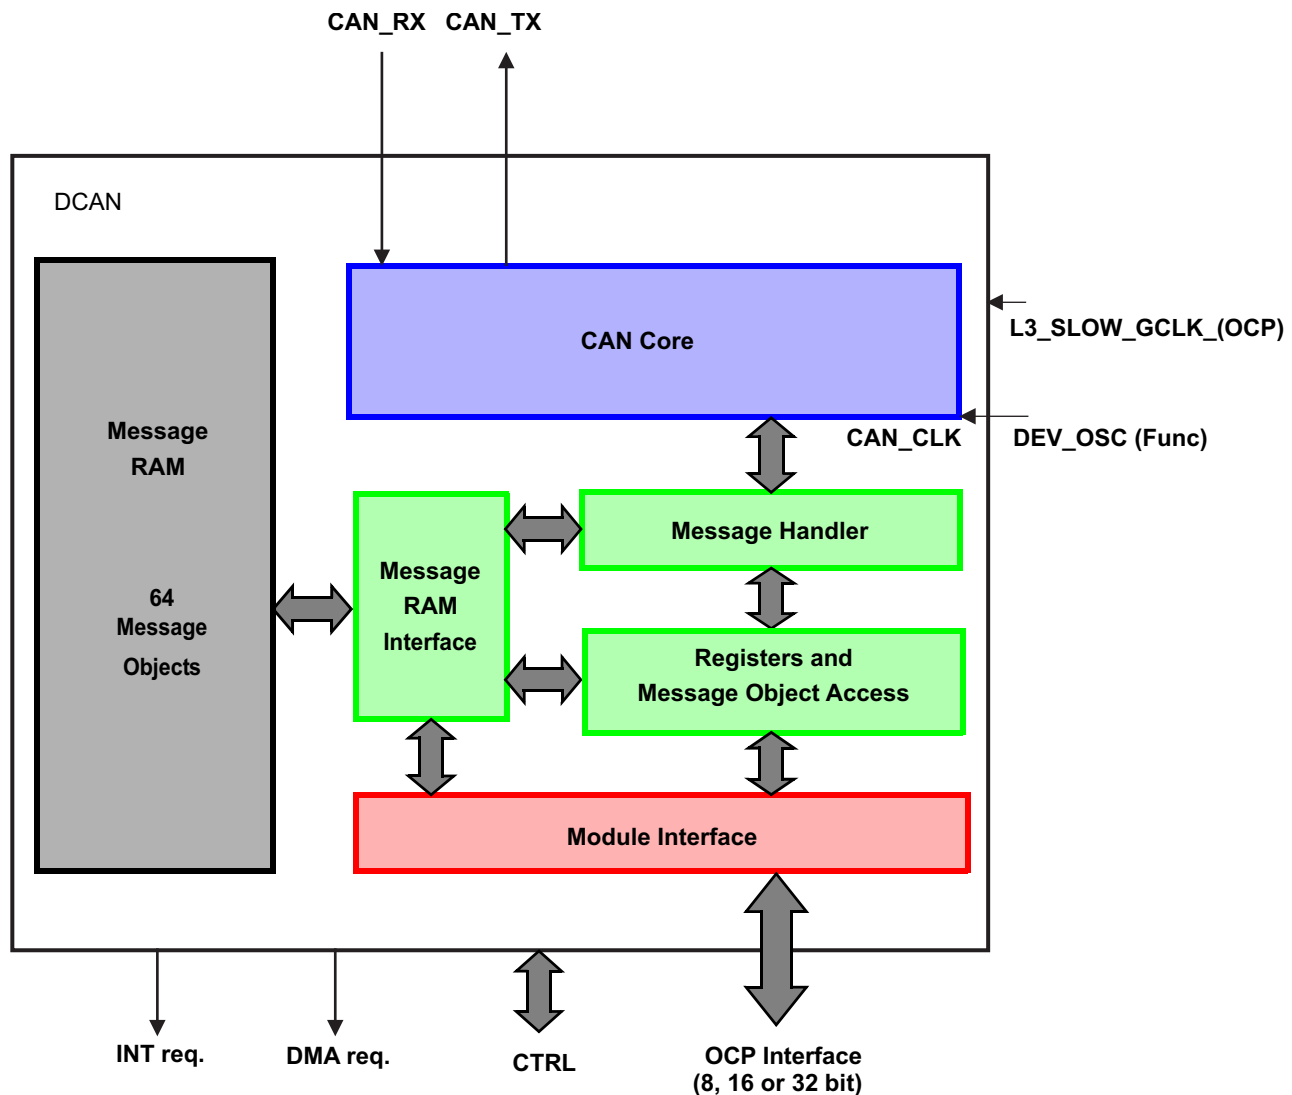 CAN_RX CAN_TX
DCAN
CAN Core
L3_SLOW_GCLK_(OCP)
CAN_CLK
DEV_OSC (Func)
Message
RAM
64
Message
Objects
Message
RAM
Interface
Message Handler
Registers and
Message Object Access
Module Interface
INT req.
DMA req.
CTRL
OCP Interface
(8, 16 or 32 bit)